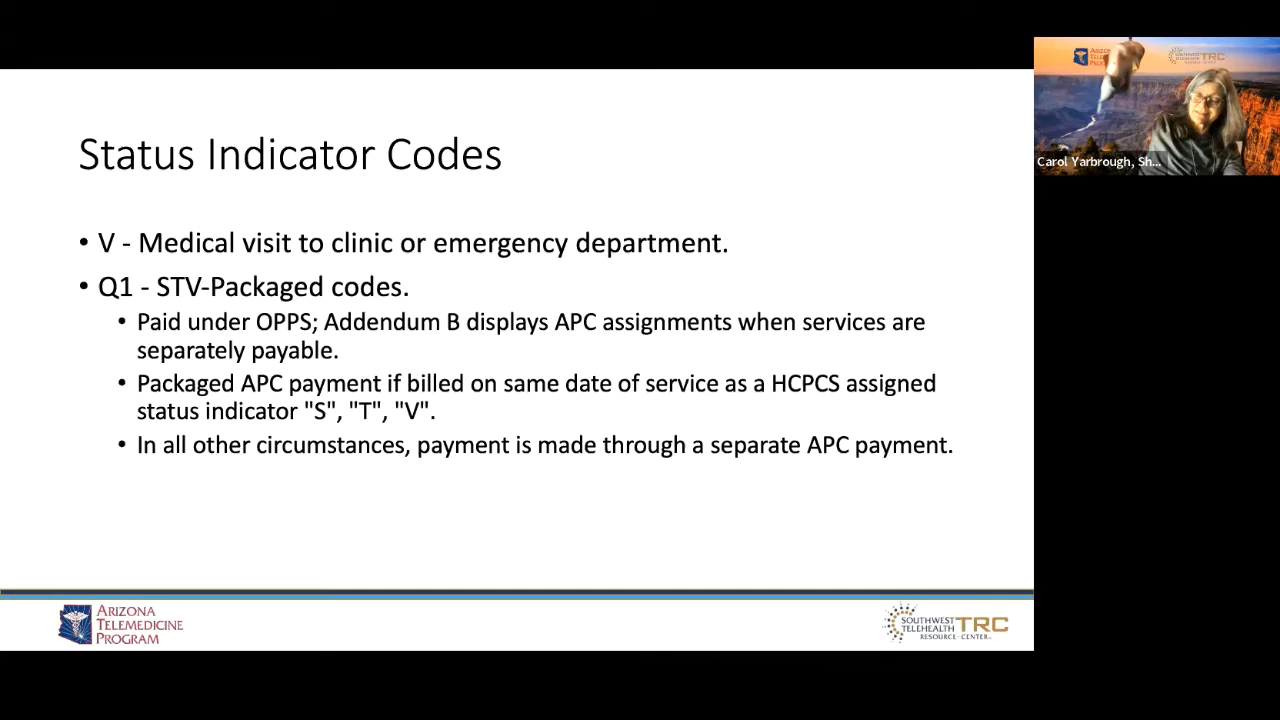 Status Indicator Codes
• V - Medical visit to clinic or emergency department.
• Q1 - STV-Packaged codes.
• Paid under OPPS; Addendum B displays APC assignments when services are
separately payable.
• Packaged APC payment if billed on same date of service as a HCPCS assigned
status indicator "S", "T", "V".
• In all other circumstances, payment is made through a separate APC payment.
ARIZONA
TELEMEDICINE
PROGRAM
SOUTHWEST
TELEHEALTH
RESOURCE · CENTER
TRC
ARIZONA
TRC
Carol Yarbrough, Sh...